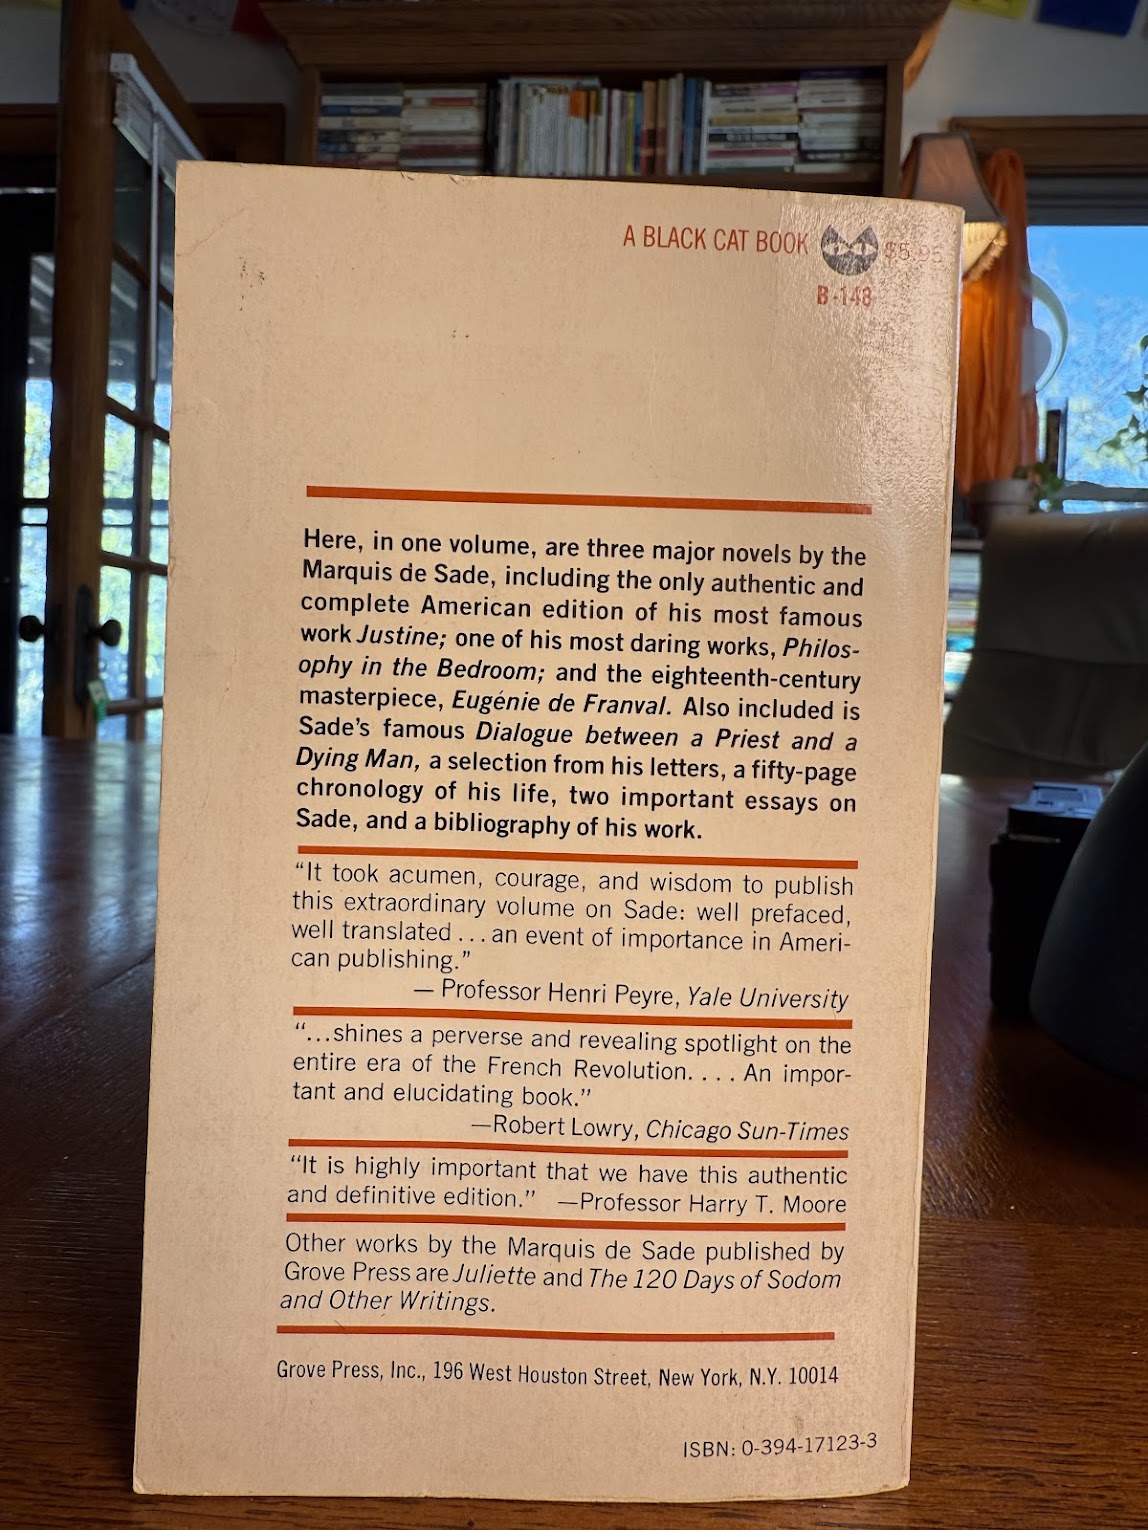 A BLACK CAT BOOK $5.95
B-148
Here, in one volume, are three major novels by the
Marquis de Sade, including the only authentic and
complete American edition of his most famous
work Justine; one of his most daring works, Philos-
ophy in the Bedroom; and the eighteenth-century
masterpiece, Eugénie de Franval. Also included is
Sade's famous Dialogue between a Priest and a
Dying Man, a selection from his letters, a fifty-page
chronology of his life, two important essays on
Sade, and a bibliography of his work.
“It took acumen, courage, and wisdom to publish
this extraordinary volume on Sade: well prefaced,
well translated ... an event of importance in Ameri-
can publishing.”
— Professor Henri Peyre, Yale University
“...shines a perverse and revealing spotlight on the
entire era of the French Revolution. . . . An impor-
tant and elucidating book.”
—Robert Lowry, Chicago Sun-Times
“It is highly important that we have this authentic
and definitive edition.” —Professor Harry T. Moore
Other works by the Marquis de Sade published by
Grove Press are Juliette and The 120 Days of Sodom
and Other Writings.
Grove Press, Inc., 196 West Houston Street, New York, N.Y. 10014
ISBN: 0-394-17123-3